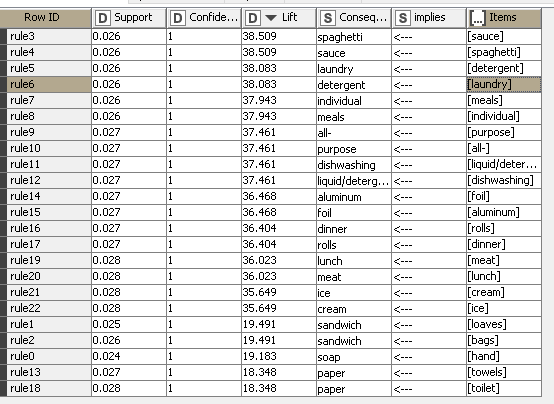 Row ID D Support D Confide... D Lift S Conseq... S implies [...] Items
rule3 0.026 1 38.509 spaghetti <--- [sauce]
rule4 0.026 1 38.509 sauce <--- [spaghetti]
rule5 0.026 1 38.083 laundry <--- [detergent]
rule6 0.026 1 38.083 detergent <--- [laundry]
rule7 0.026 1 37.943 individual <--- [meals]
rule8 0.026 1 37.943 meals <--- [individual]
rule9 0.027 1 37.461 all- <--- [purpose]
rule10 0.027 1 37.461 purpose <--- [all-]
rule11 0.027 1 37.461 dishwashing <--- [liquid/deter...
rule12 0.027 1 37.461 liquid/deterg... <--- [dishwashing]
rule14 0.027 1 36.468 aluminum <--- [foil]
rule15 0.027 1 36.468 foil <--- [aluminum]
rule16 0.027 1 36.404 dinner <--- [rolls]
rule17 0.027 1 36.404 rolls <--- [dinner]
rule19 0.028 1 36.023 lunch <--- [meat]
rule20 0.028 1 36.023 meat <--- [lunch]
rule21 0.028 1 35.649 ice <--- [cream]
rule22 0.028 1 35.649 cream <--- [ice]
rule1 0.025 1 19.491 sandwich <--- [loaves]
rule2 0.026 1 19.491 sandwich <--- [bags]
rule0 0.024 1 19.183 soap <--- [hand]
rule13 0.027 1 18.348 paper <--- [towels]
rule18 0.028 1 18.348 paper <--- [toilet]